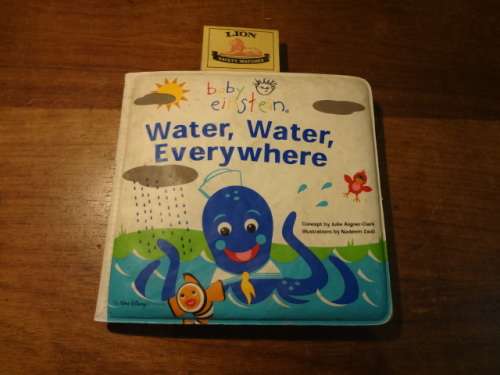 LION
SAFETY MATCHES
baby
einstein
Water, Water,
Everywhere
Concept by Julie Aigner-Clark
Illustrations by Nadeem Zaidi